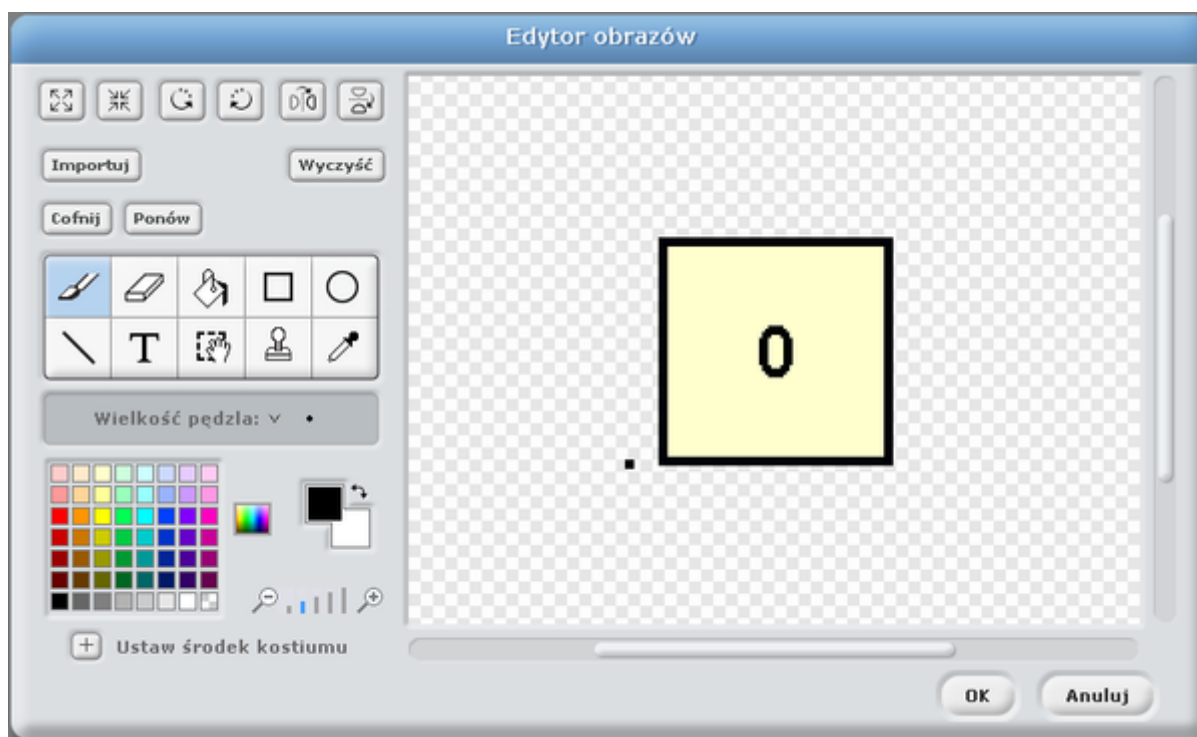 Edytor obrazów
Importuj
Wyczyść
Cofnij
Ponów
T
Wielkość pędzla:
Ustaw środek kostiumu
0
OK
Anuluj